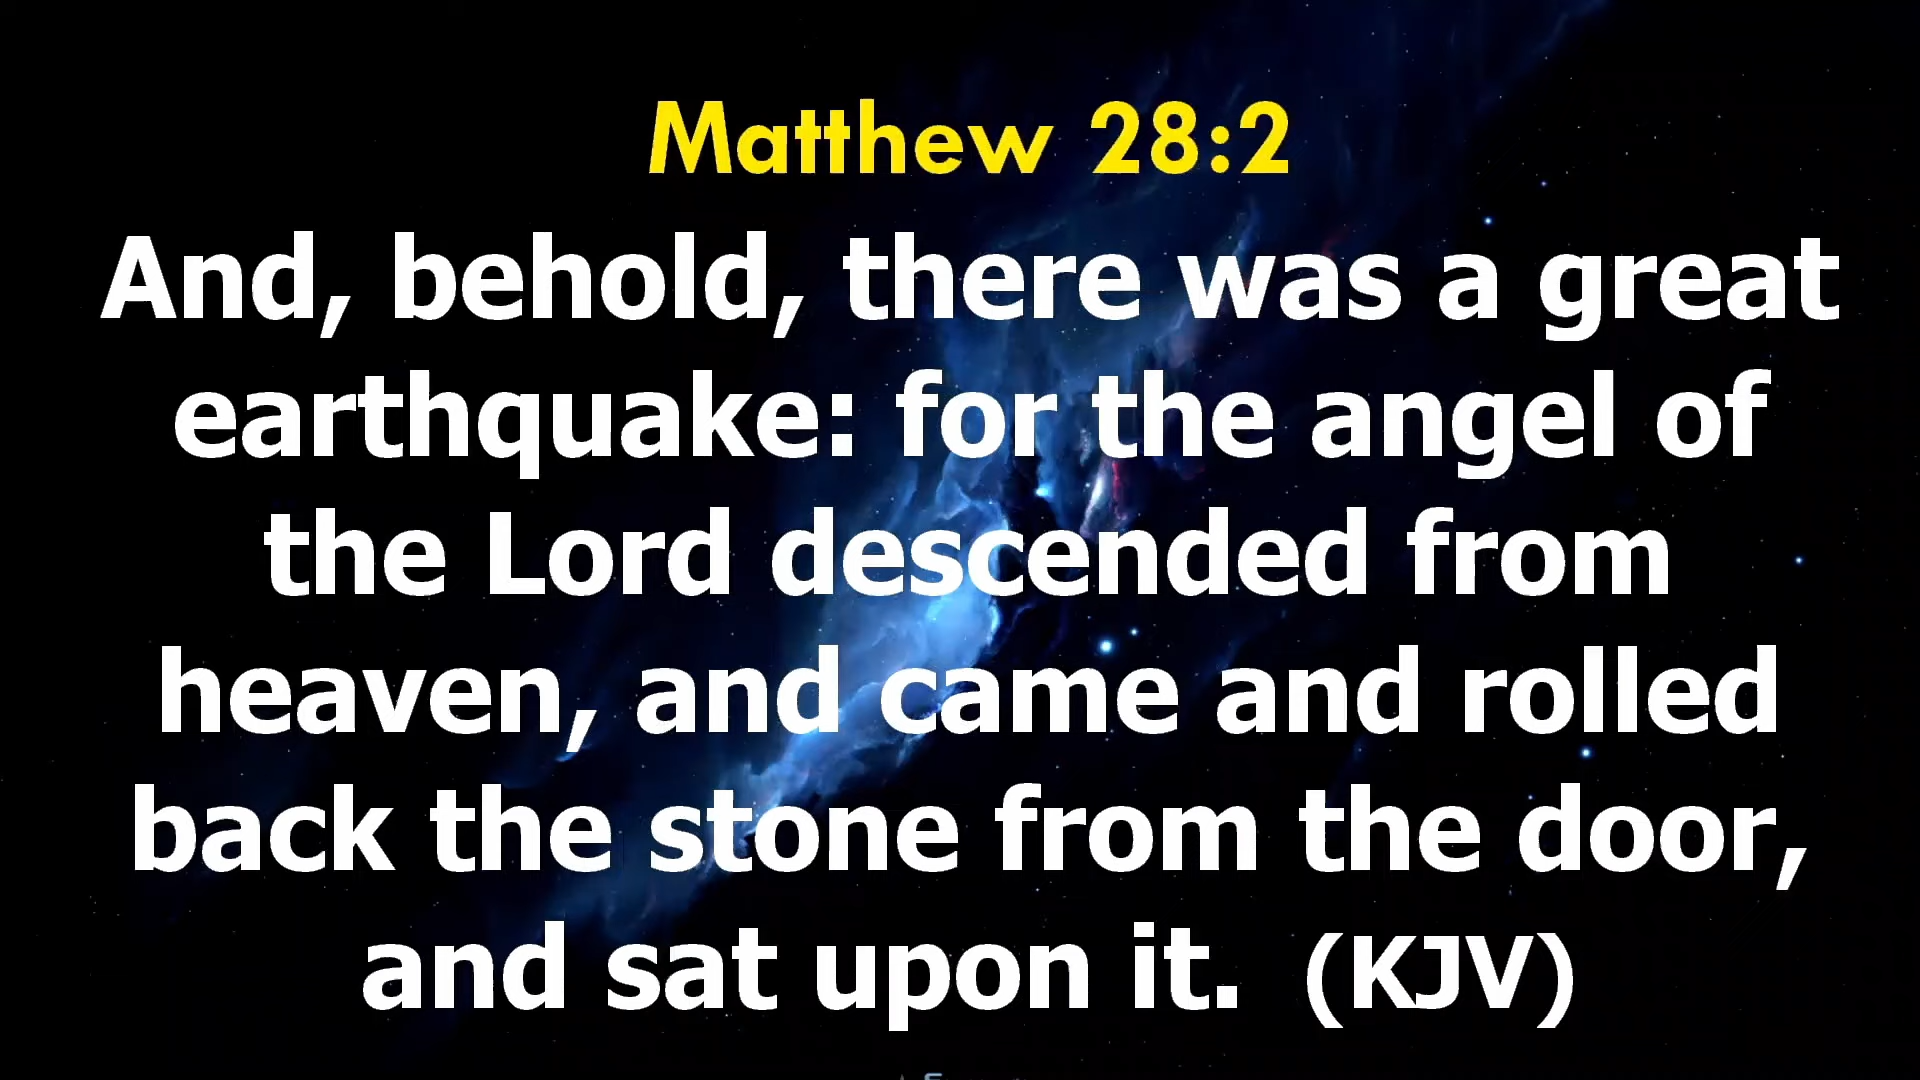 Matthew 28:2
And, behold, there was a great
earthquake: for the angel of
the Lord descended from
heaven, and came and rolled
back the stone from the door,
and sat upon it. (KJV)